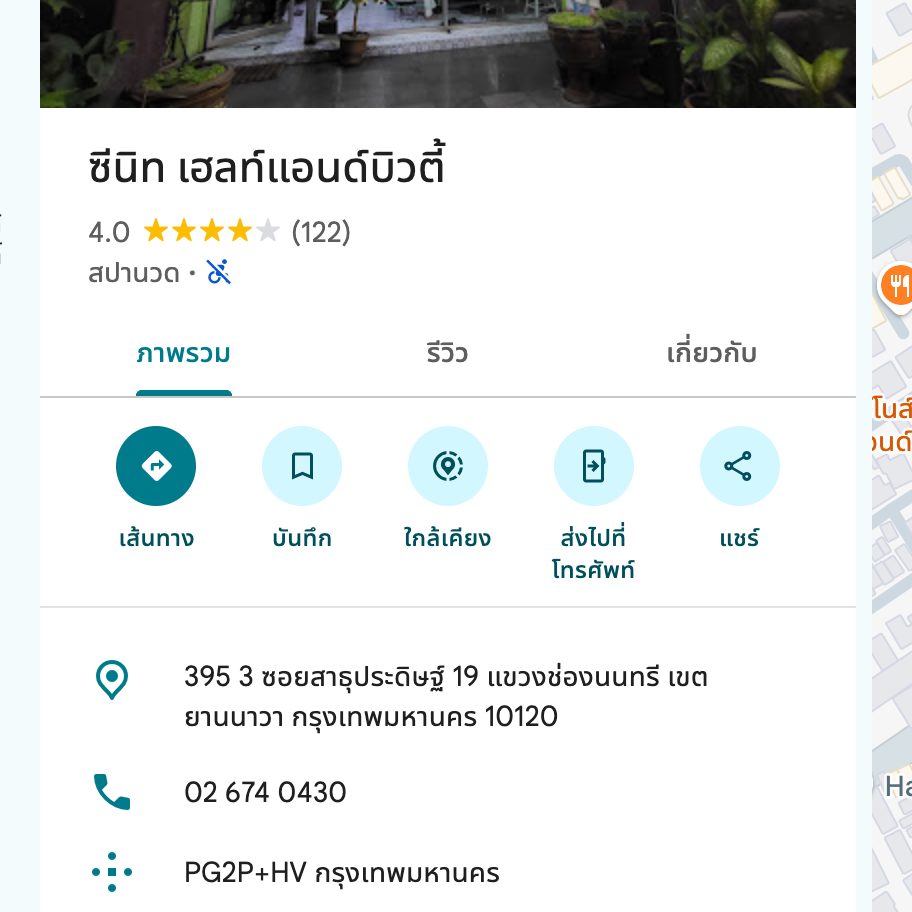 ซีนิท เฮลท์แอนด์บิวตี้
4.0 (122)
สปานวด ·
ภาพรวม
รีวิว
เกี่ยวกับ
เส้นทาง
บันทึก
ใกล้เคียง
ส่งไปที่
โทรศัพท์
แชร์
395 3 ซอยสาธุประดิษฐ์ 19 แขวงช่องนนทรี เขต
ยานนาวา กรุงเทพมหานคร 10120
02 674 0430
PG2P+HV กรุงเทพมหานคร